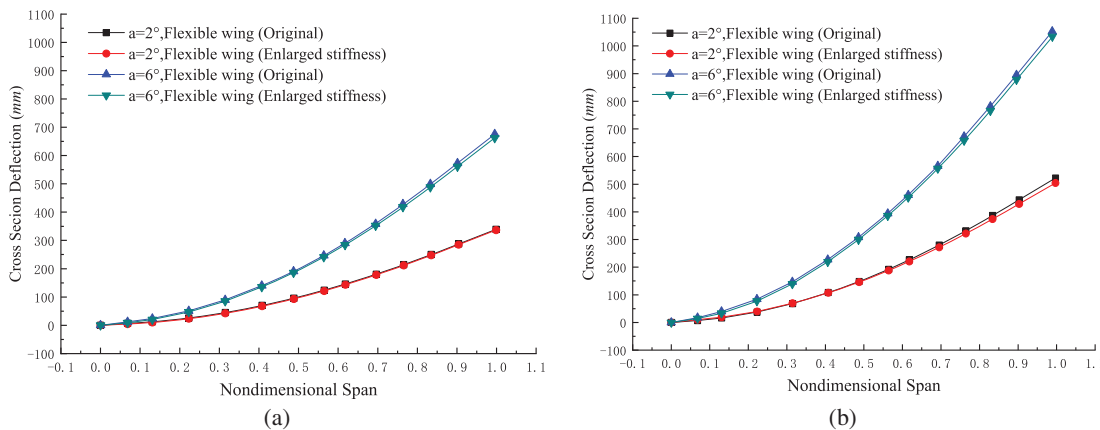 1100
1000
900
800
700
600
500
400
300
200
100
0
-100
Cross Secion Deflection (mm)
a=2°,Flexible wing (Original)
a=2°,Flexible wing (Enlarged stiffness)
a=6°,Flexible wing (Original)
a=6°,Flexible wing (Enlarged stiffness)
-0.1 0.0 0.1 0.2 0.3 0.4 0.5 0.6 0.7 0.8 0.9 1.0 1.1
Nondimensional Span
(a)
1100
1000
900
800
700
600
500
400
300
200
100
0
-100
Cross Secion Deflection (mm)
a=2°,Flexible wing (Original)
a=2°,Flexible wing (Enlarged stiffness)
a=6°,Flexible wing (Original)
a=6°,Flexible wing (Enlarged stiffness)
-0.1 0.0 0.1 0.2 0.3 0.4 0.5 0.6 0.7 0.8 0.9 1.0 1.1
Nondimensional Span
(b)